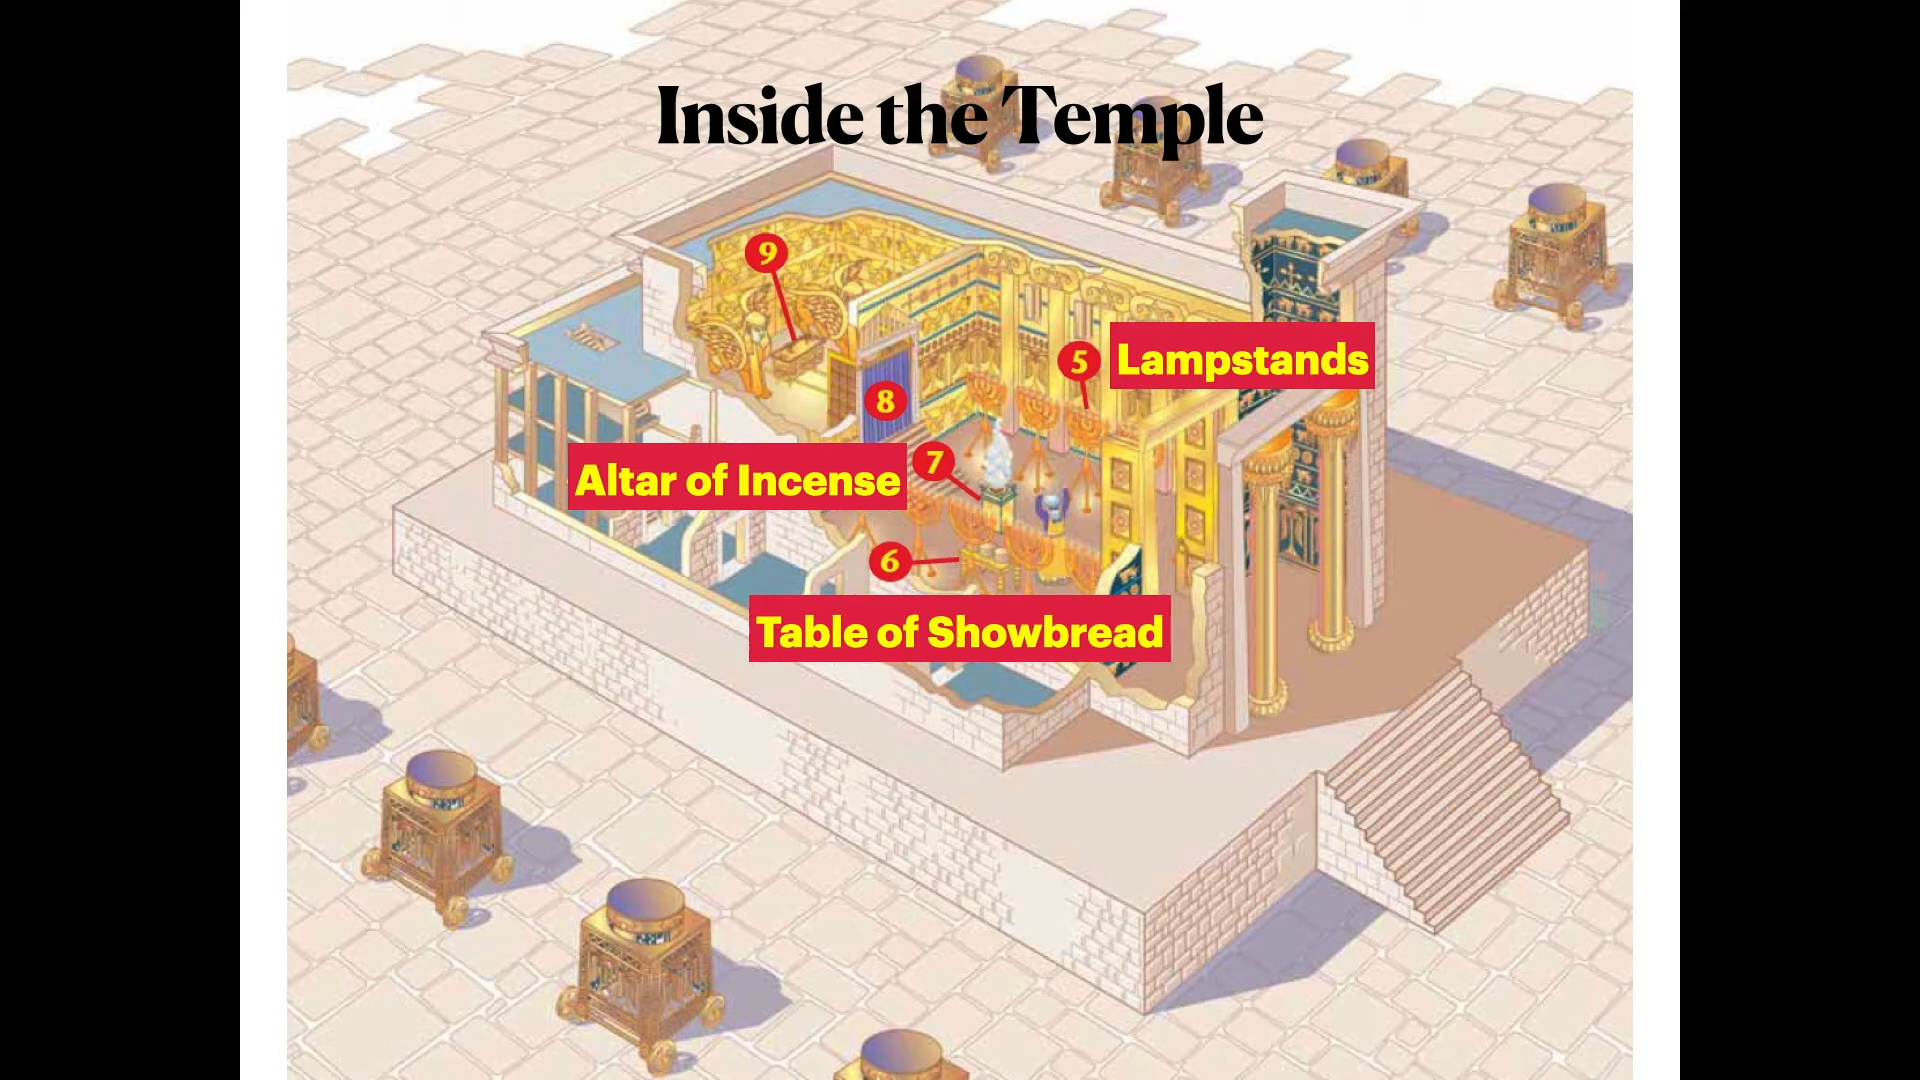 Inside the Temple
9
5 Lampstands
8
Altar of Incense 7
6
Table of Showbread